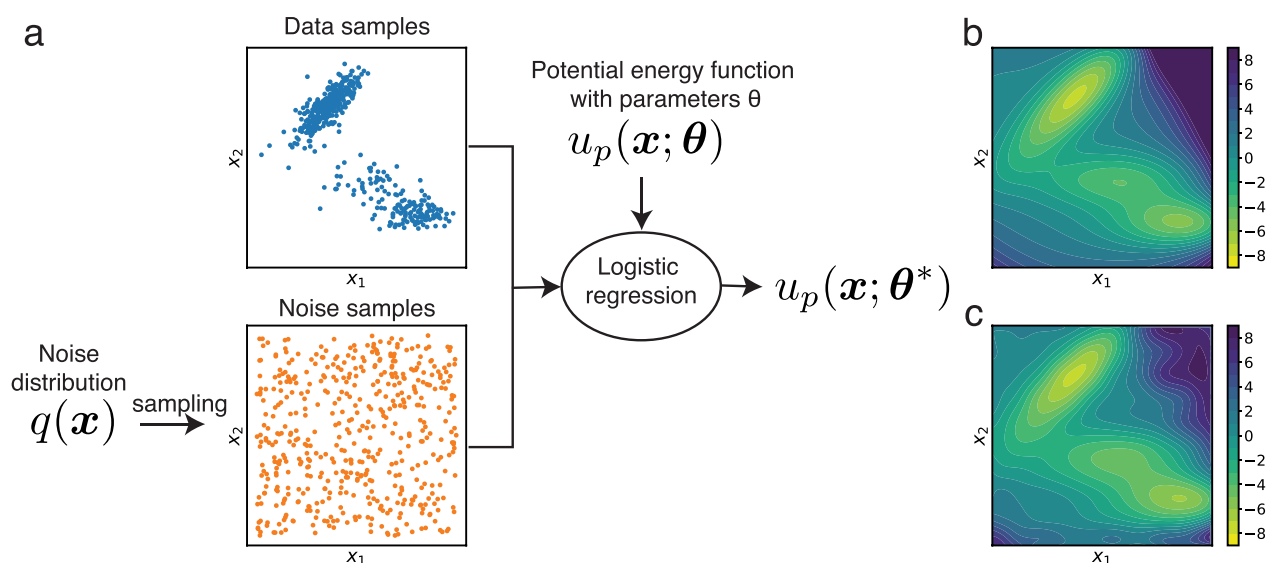 a
Data samples
x₂
x₁
Noise samples
x₂
x₁
Noise
distribution
q(x)
sampling
Potential energy function
with parameters θ
uₚ(x; θ)
Logistic
regression
uₚ(x; θ*)
b
x₂
x₁
8
6
4
2
0
−2
−4
−6
−8
c
x₂
x₁
8
6
4
2
0
−2
−4
−6
−8